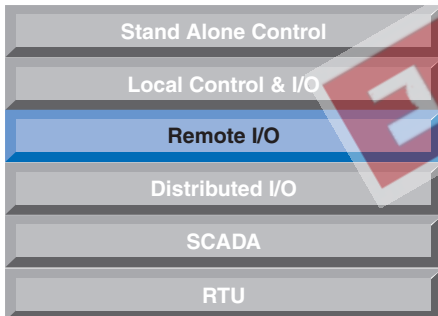 Stand Alone Control
Local Control & I/O
Remote I/O
Distributed I/O
SCADA
RTU